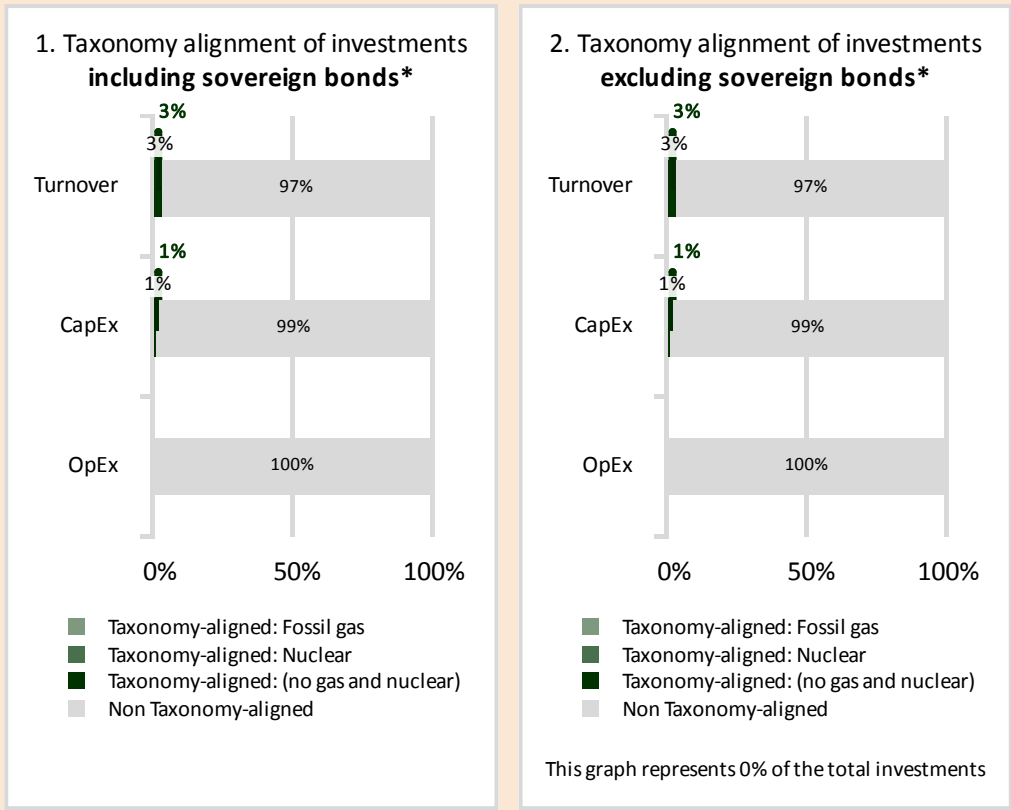 1. Taxonomy alignment of investments
including sovereign bonds*
3%
3%
Turnover
97%
1%
1%
CapEx
99%
OpEx
100%
0% 50% 100%
Taxonomy-aligned: Fossil gas
Taxonomy-aligned: Nuclear
Taxonomy-aligned: (no gas and nuclear)
Non Taxonomy-aligned
2. Taxonomy alignment of investments
excluding sovereign bonds*
3%
3%
Turnover
97%
1%
1%
CapEx
99%
OpEx
100%
0% 50% 100%
Taxonomy-aligned: Fossil gas
Taxonomy-aligned: Nuclear
Taxonomy-aligned: (no gas and nuclear)
Non Taxonomy-aligned
This graph represents 0% of the total investments